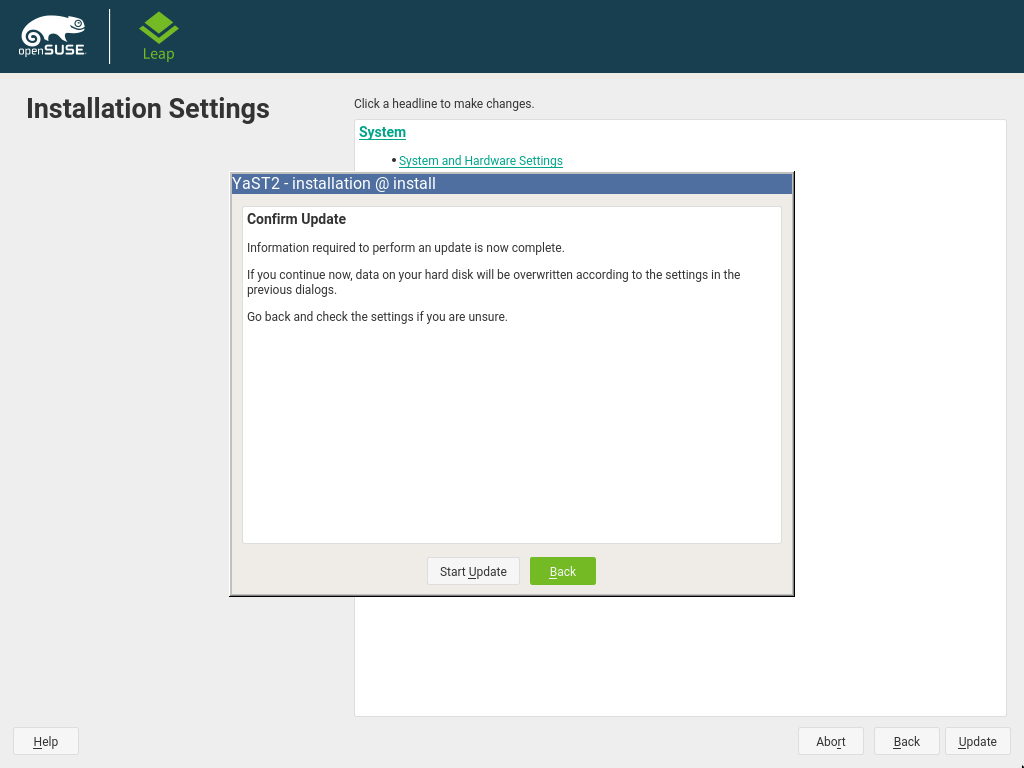 openSUSE
Leap
Installation Settings
Click a headline to make changes.
System
• System and Hardware Settings
YaST2 - installation @ install
Confirm Update
Information required to perform an update is now complete.
If you continue now, data on your hard disk will be overwritten according to the settings in the
previous dialogs.
Go back and check the settings if you are unsure.
Start Update
Back
Help
Abort
Back
Update